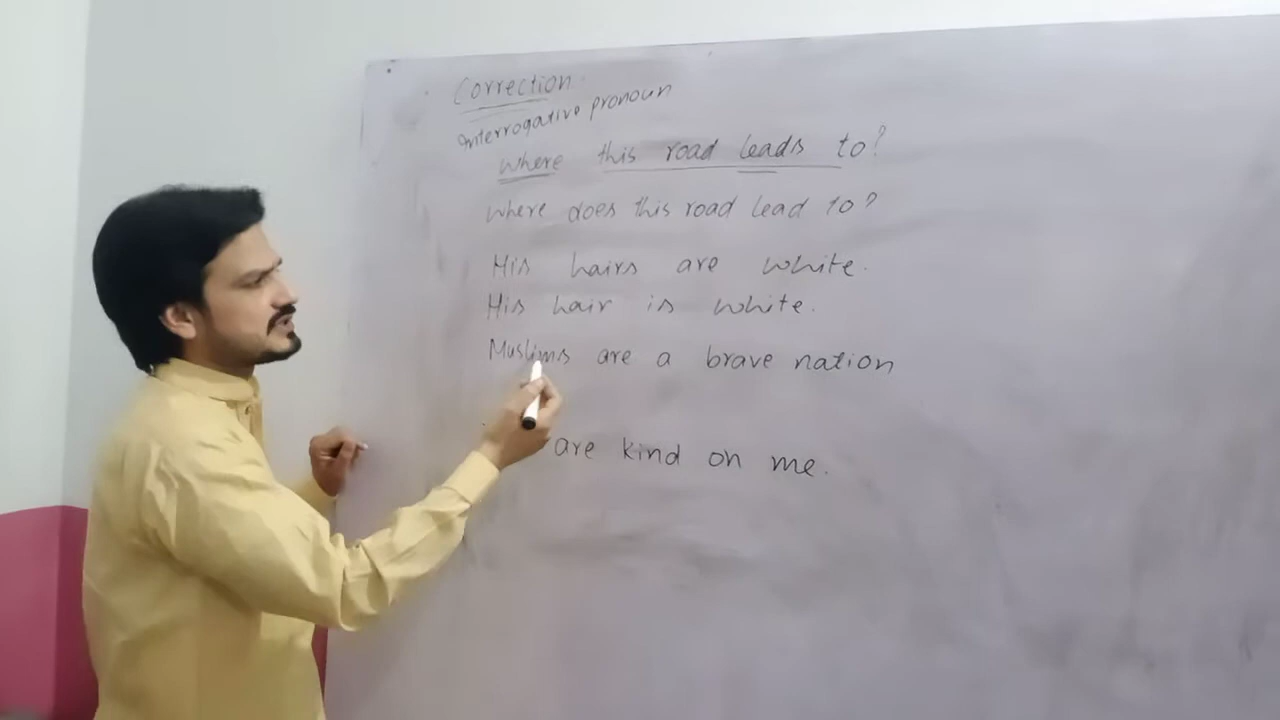 Correction.
Interrogative pronoun
Where this road leads to?
Where does this road lead to?
His hairs are white.
His hair is white.
Muslims are a brave nation
are kind on me.